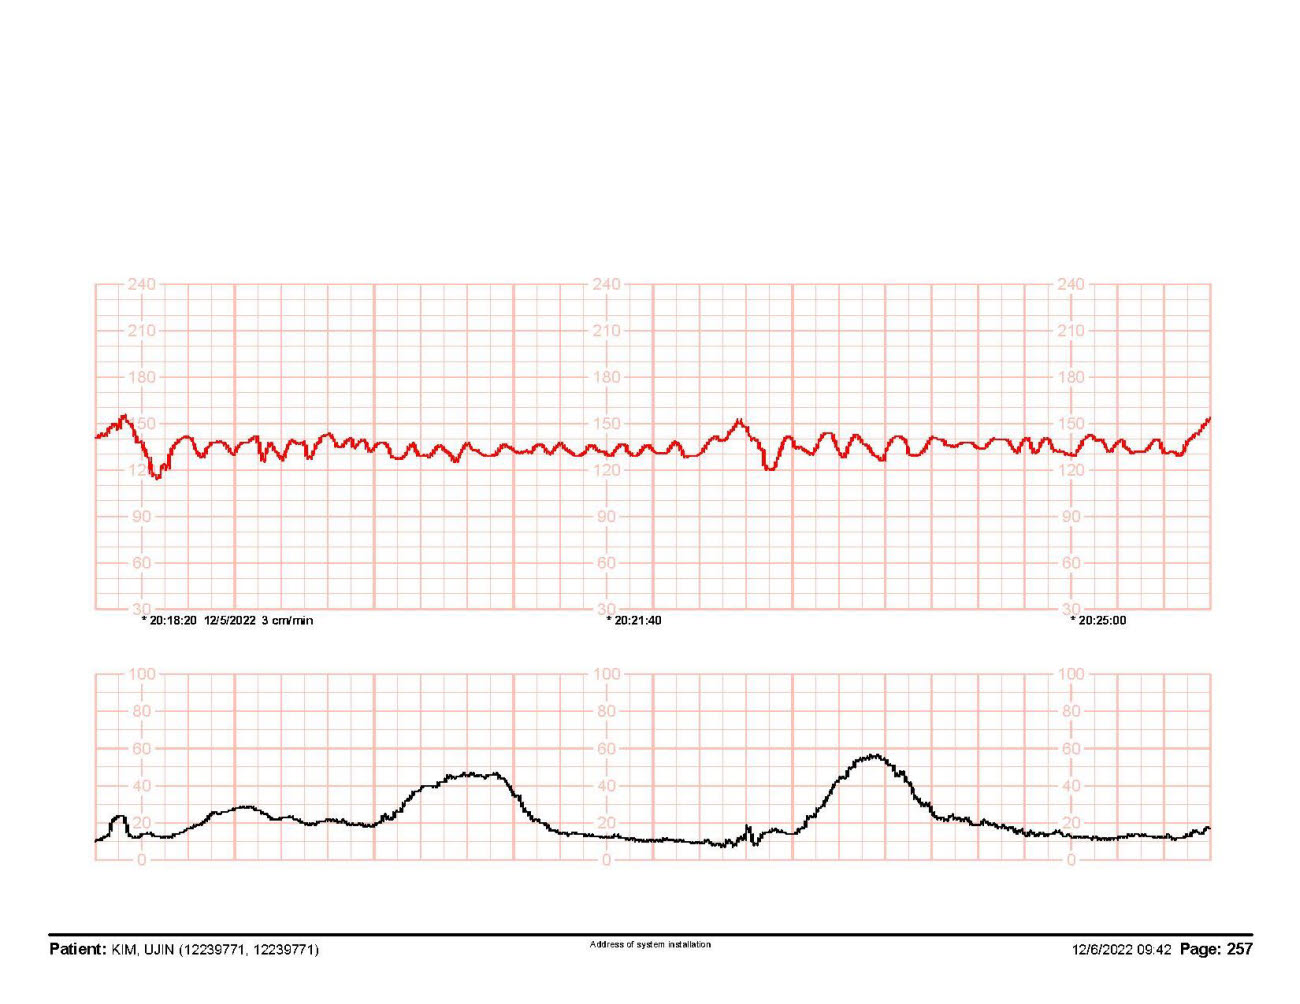 240 240 240
210 210 210
180 180 180
150 150 150
120 120 120
90 90 90
60 60 60
30 30 30
* 20:18:20 12/5/2022 3 cm/min * 20:21:40 * 20:25:00
100 100 100
80 80 80
60 60 60
40 40 40
20 20 20
0 0 0
Patient: KIM, UJIN (12239771, 12239771) Address of system installation 12/6/2022 09:42 Page: 257